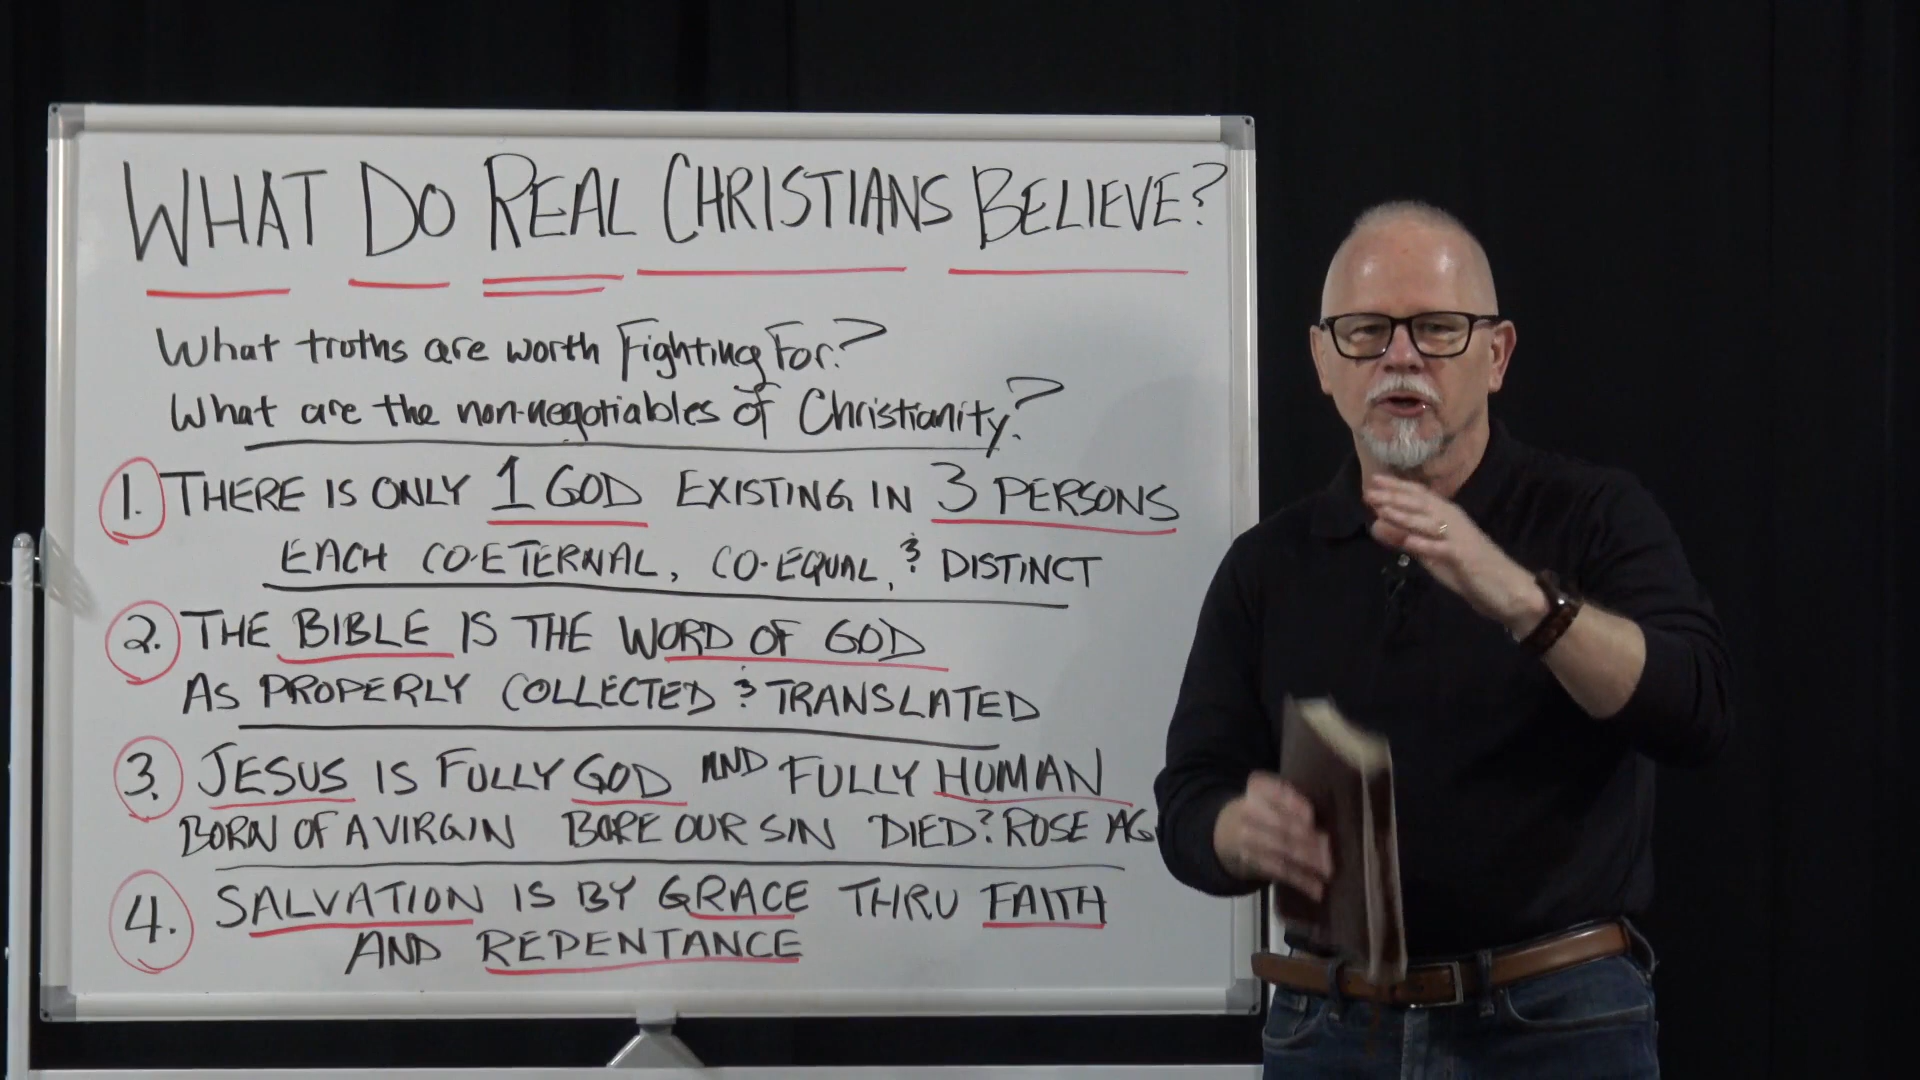 WHAT DO REAL CHRISTIANS BELIEVE?
What truths are worth Fighting For?
What are the non-negotiables of Christianity?
1. THERE IS ONLY 1 GOD EXISTING IN 3 PERSONS
EACH CO-ETERNAL, CO-EQUAL, & DISTINCT
2. THE BIBLE IS THE WORD OF GOD
AS PROPERLY COLLECTED & TRANSLATED
3. JESUS IS FULLY GOD AND FULLY HUMAN
BORN OF A VIRGIN BORE OUR SIN DIED & ROSE AG
4. SALVATION IS BY GRACE THRU FAITH
AND REPENTANCE